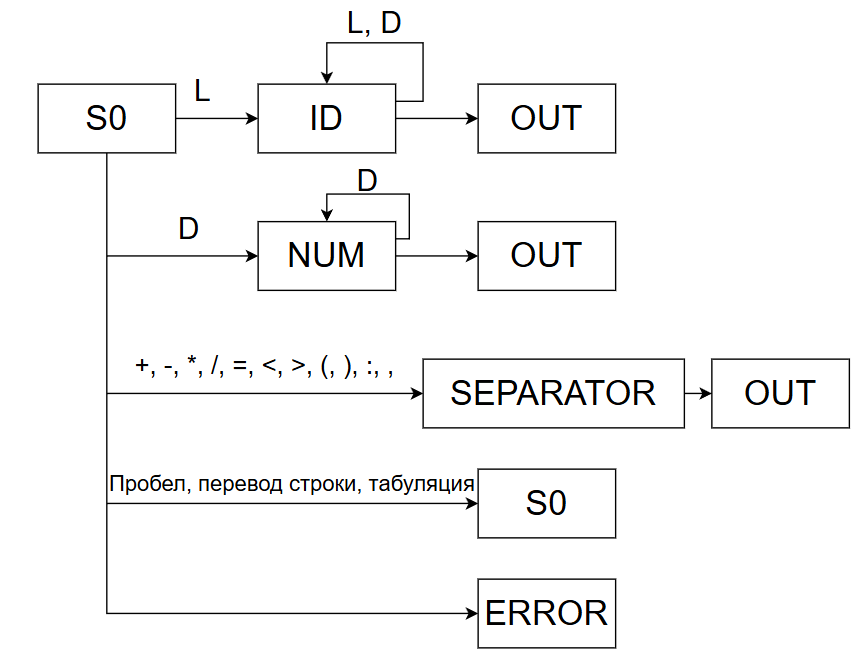 L, D
L
S0
ID
OUT
D
D
NUM
OUT
+, -, *, /, =, <, >, (, ), :, ,
SEPARATOR
OUT
Пробел, перевод строки, табуляция
S0
ERROR